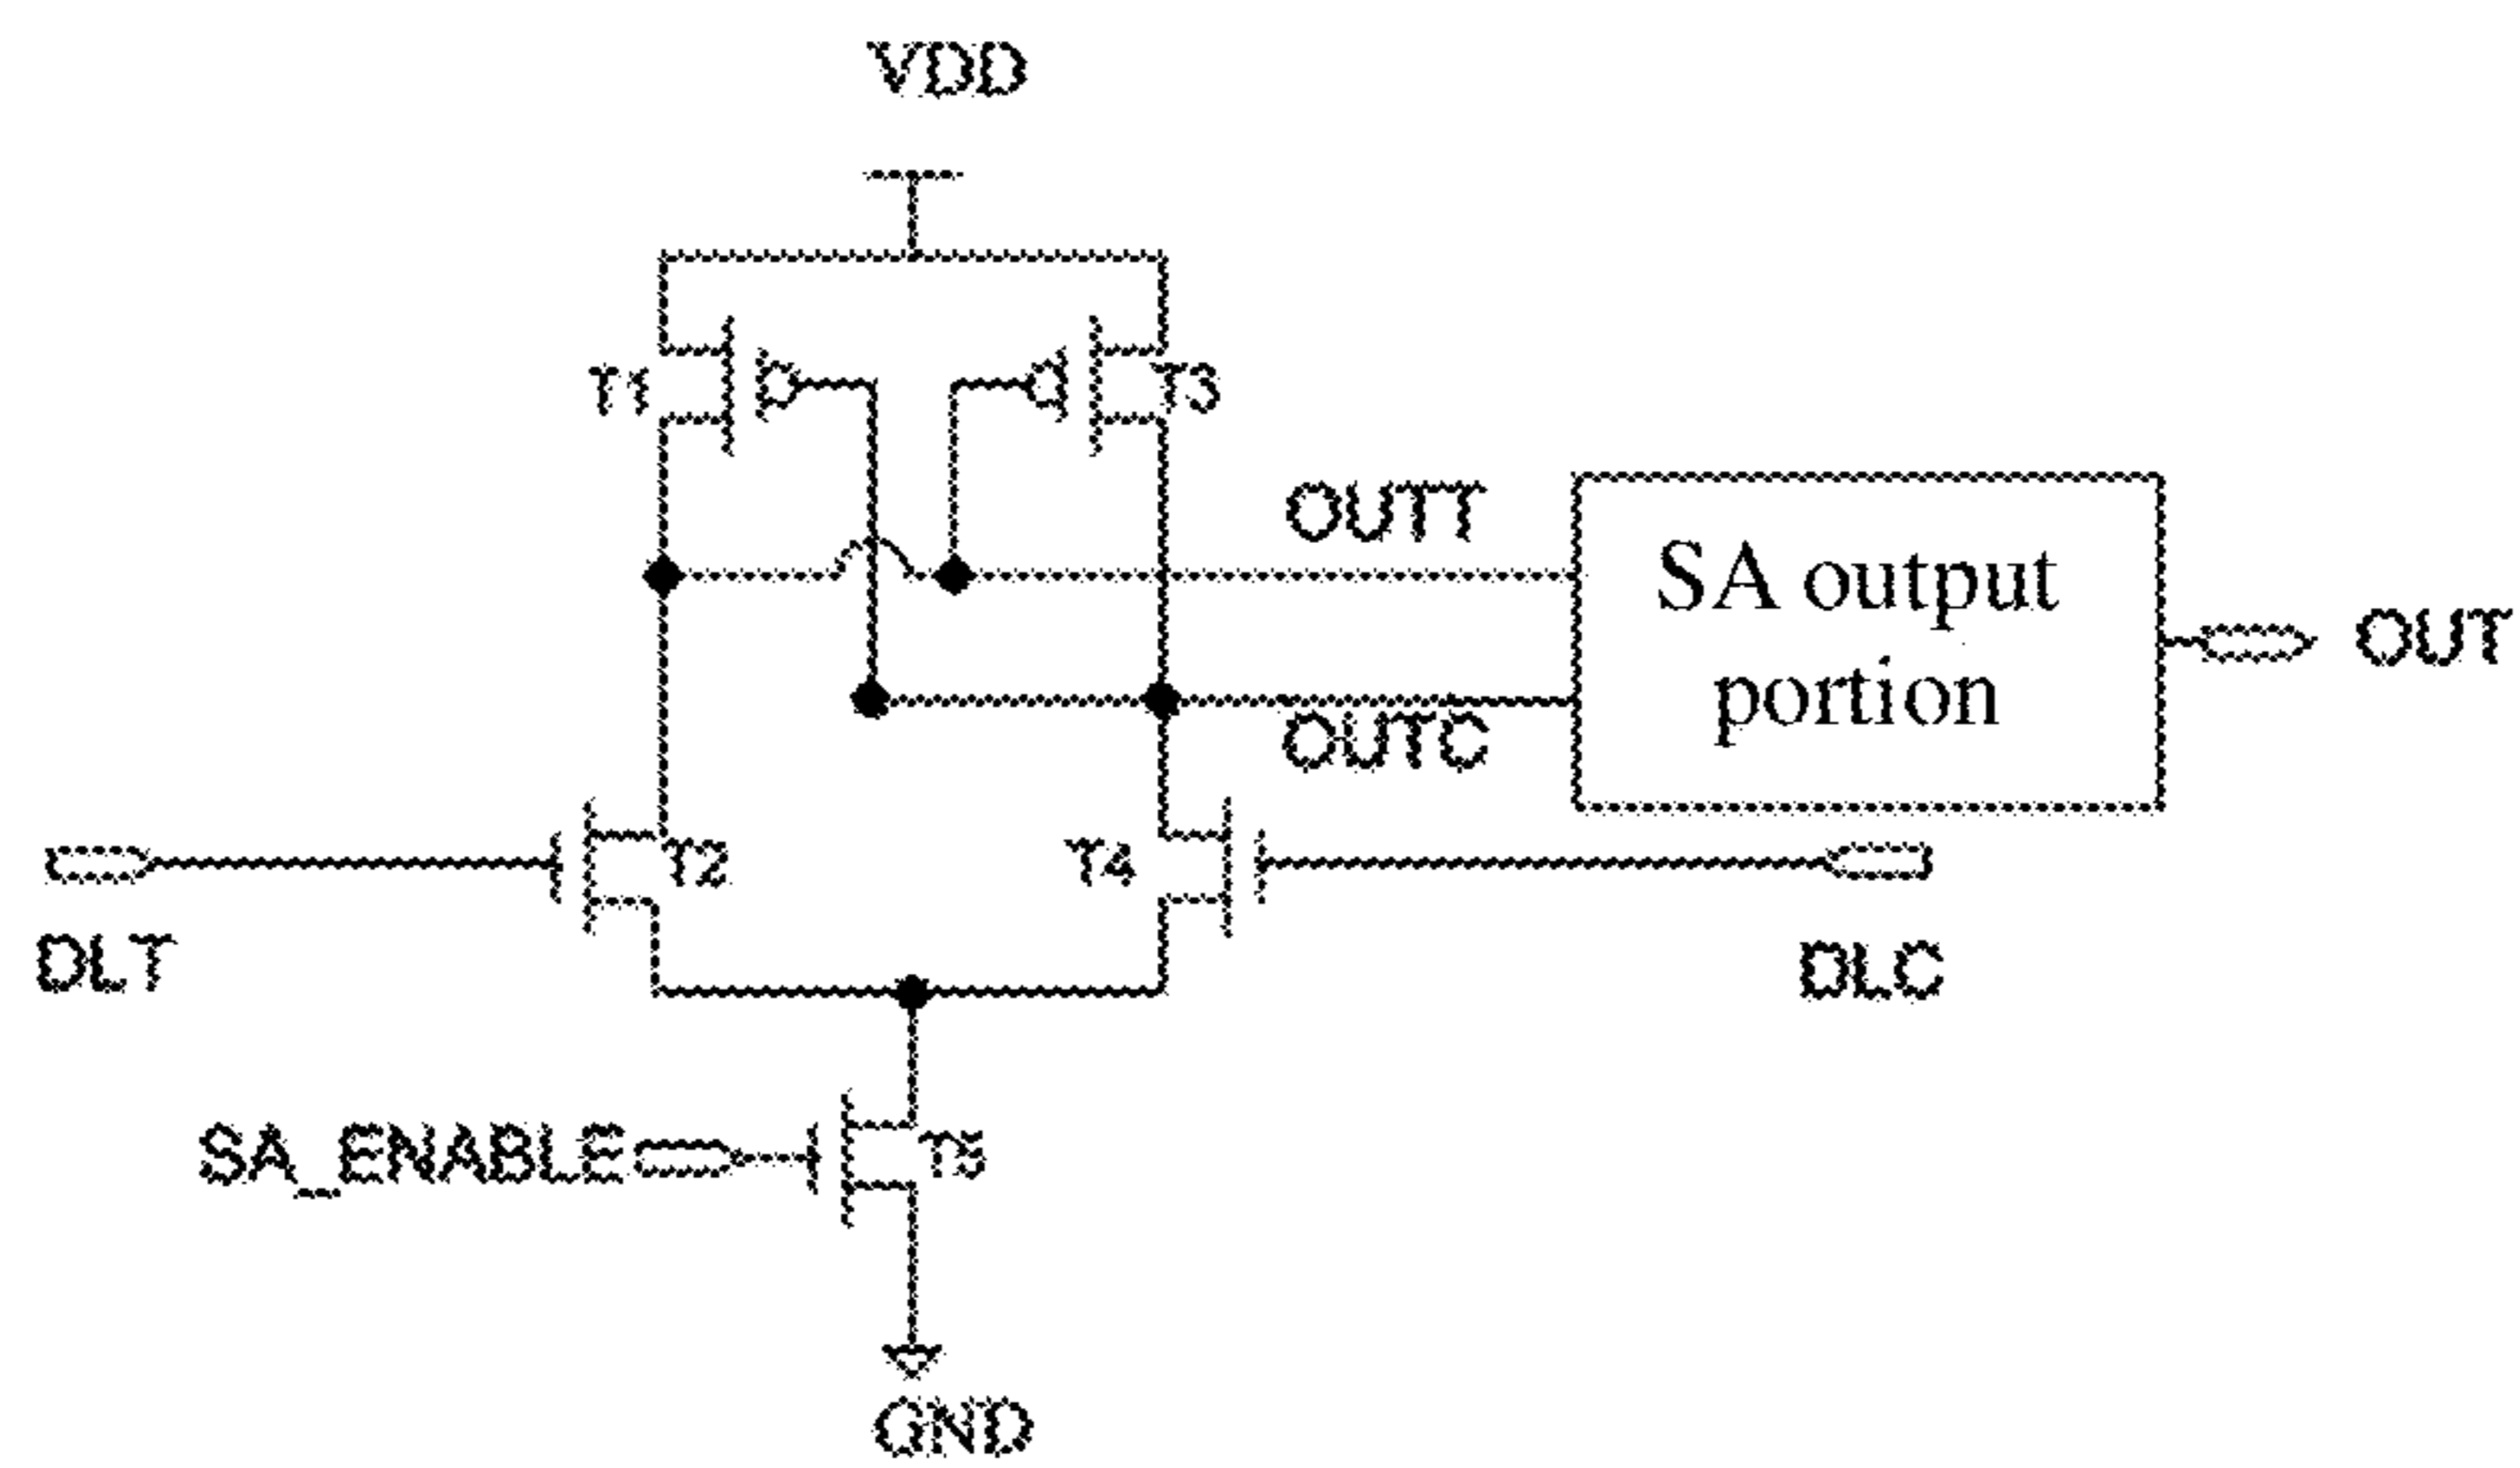 VDD
T1
T3
OUTT
SA output
portion
OUT
OUTC
T2
T4
DLT
DLC
SA_ENABLE
T5
GND